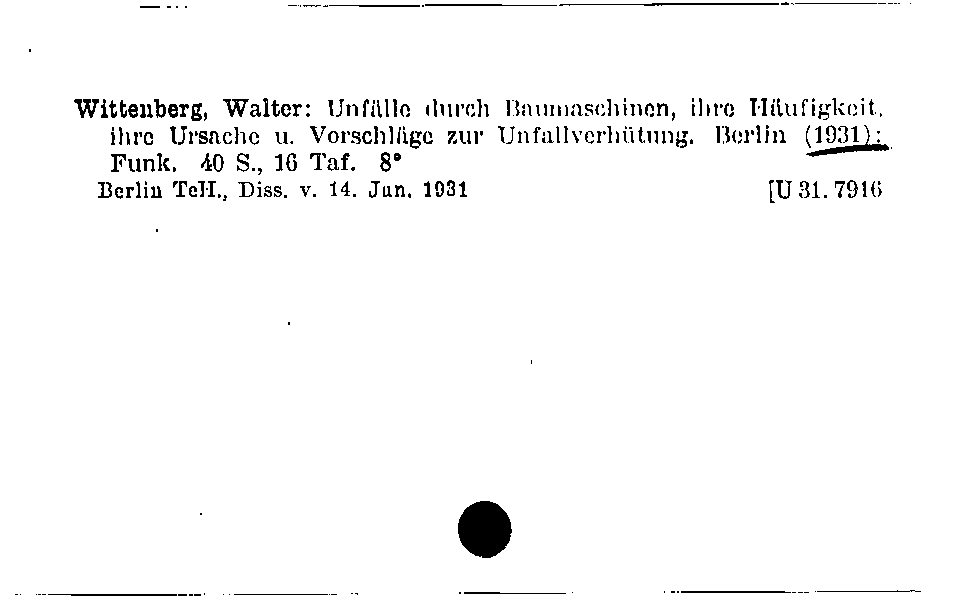 Wittenberg, Walter: Unfälle durch Baumaschinen, ihre Häufigkeit,
ihre Ursache u. Vorschläge zur Unfallverhütung. Berlin (1931):
Funk. 40 S., 16 Taf. 8°
Berlin TeH., Diss. v. 14. Jan. 1931 [U 31. 7916